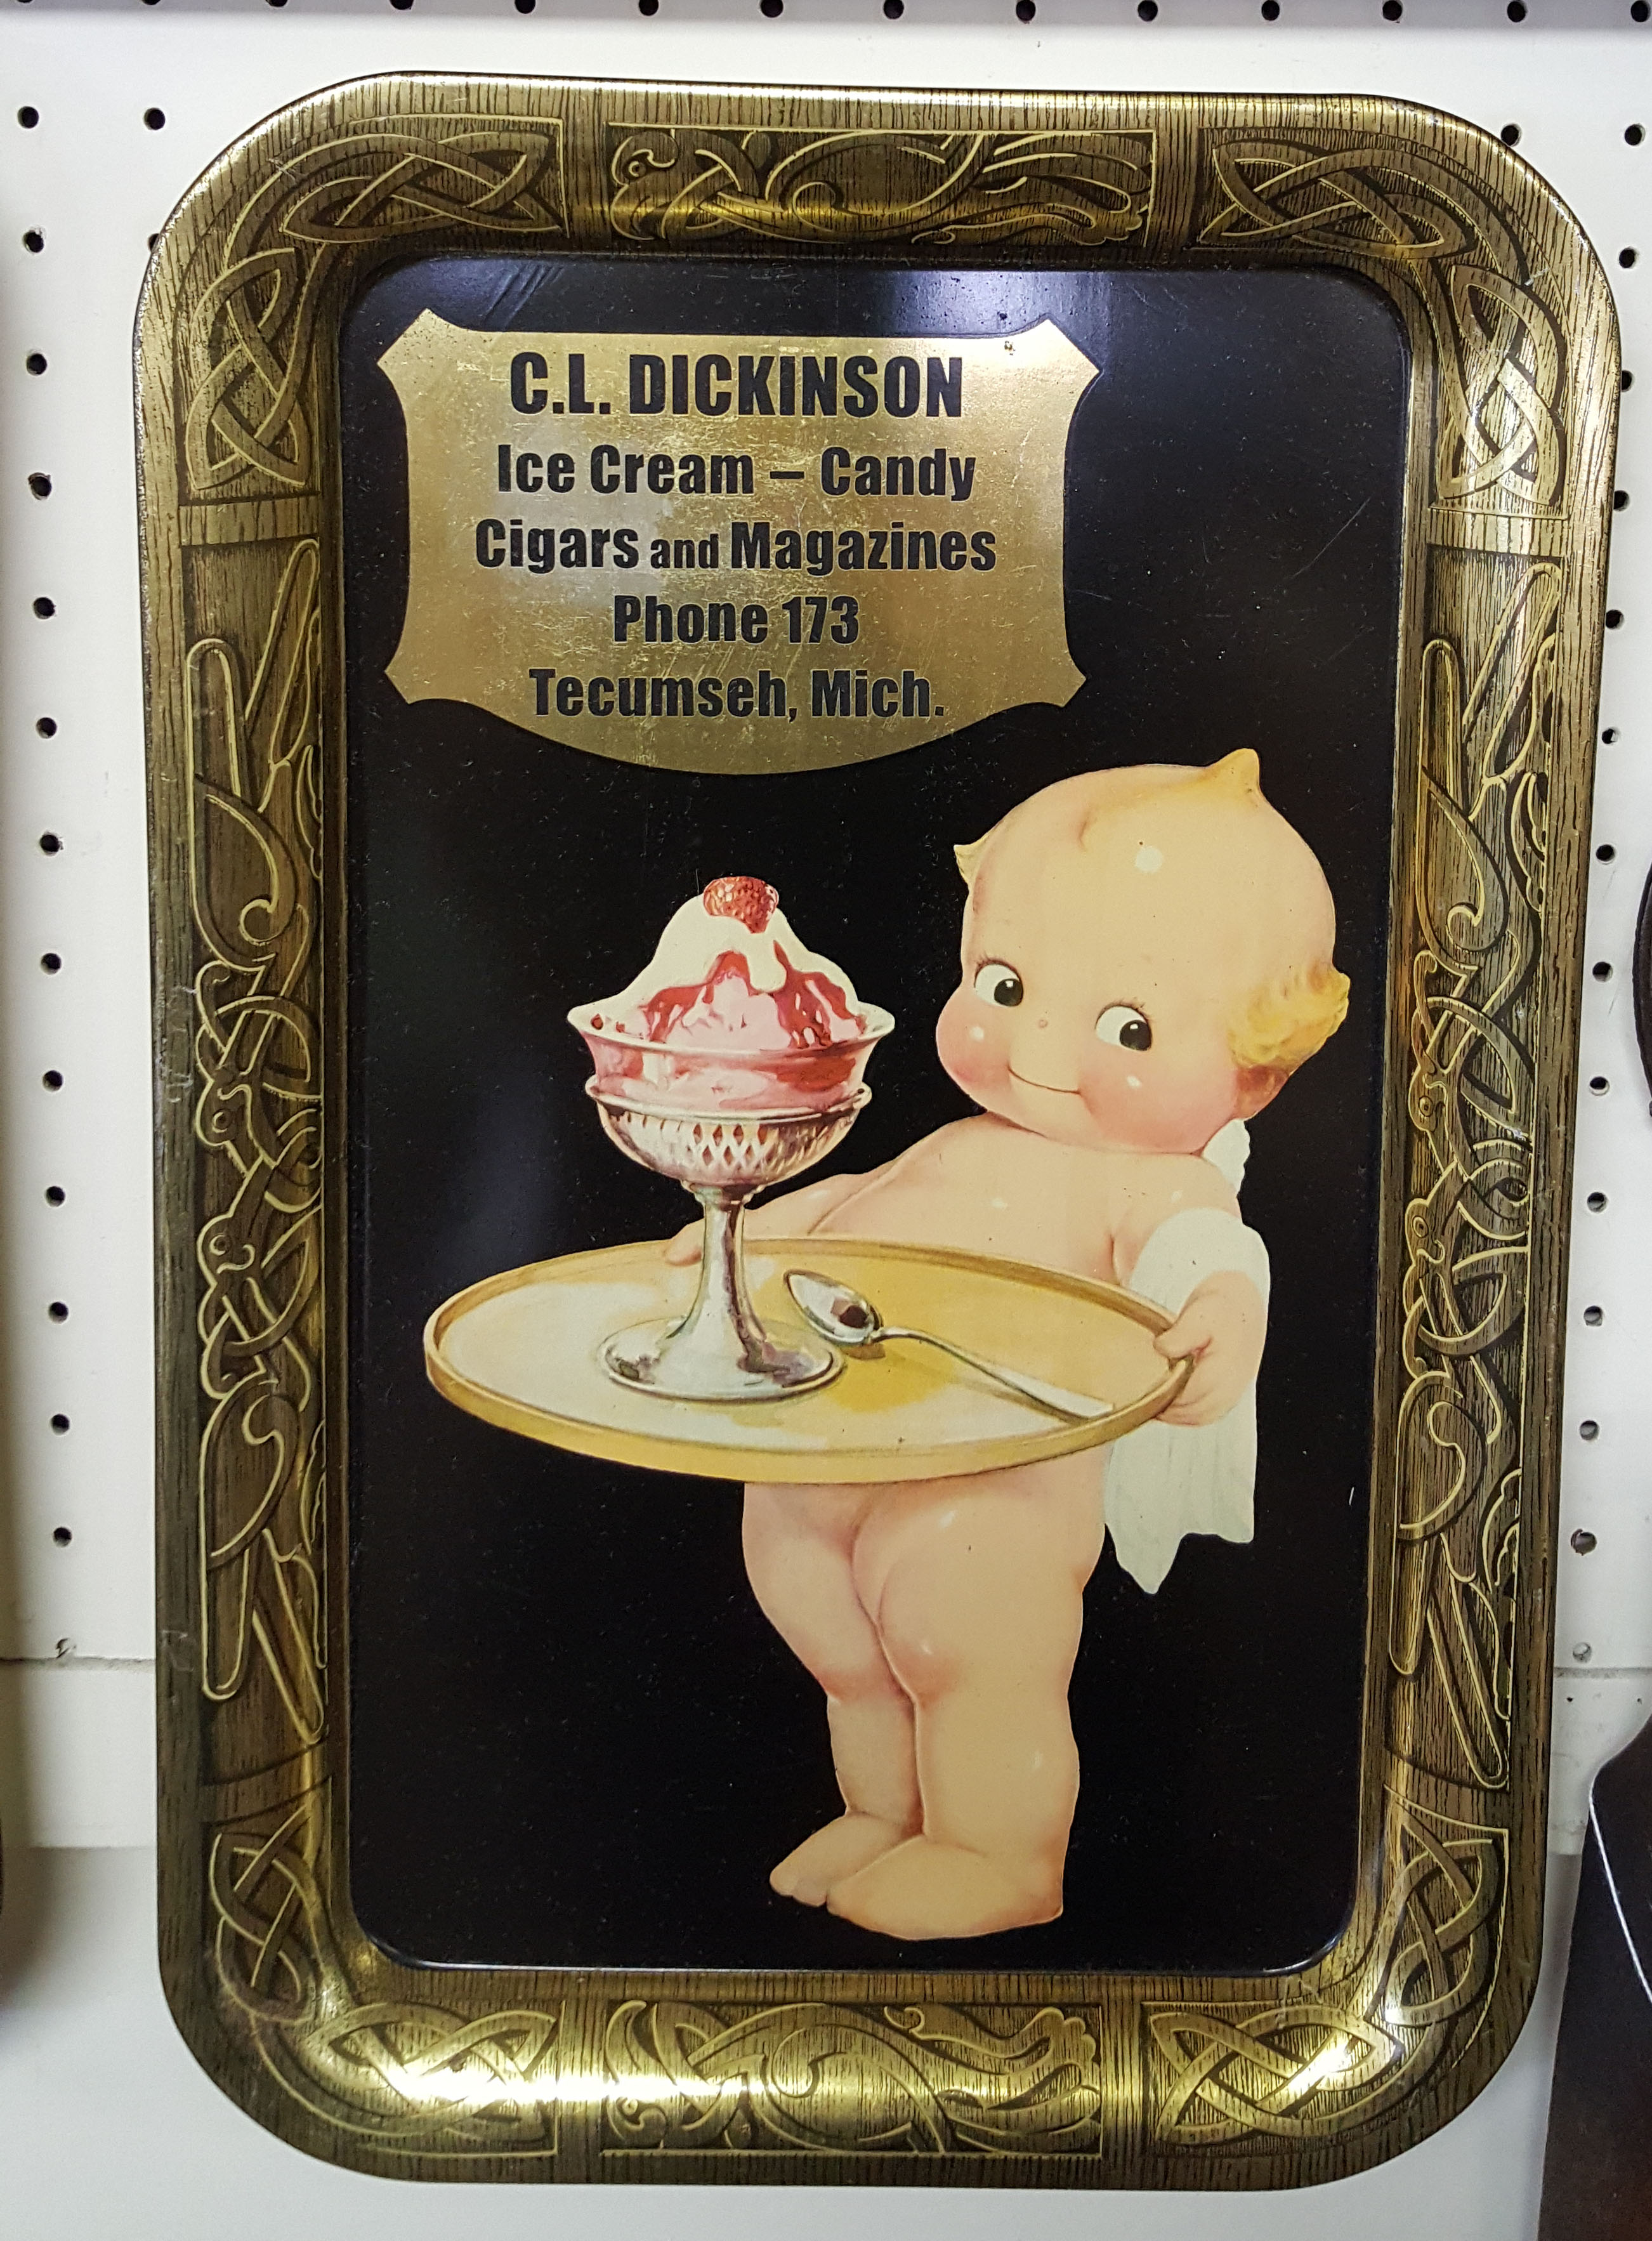 C.L. DICKINSON
Ice Cream – Candy
Cigars and Magazines
Phone 173
Tecumseh, Mich.